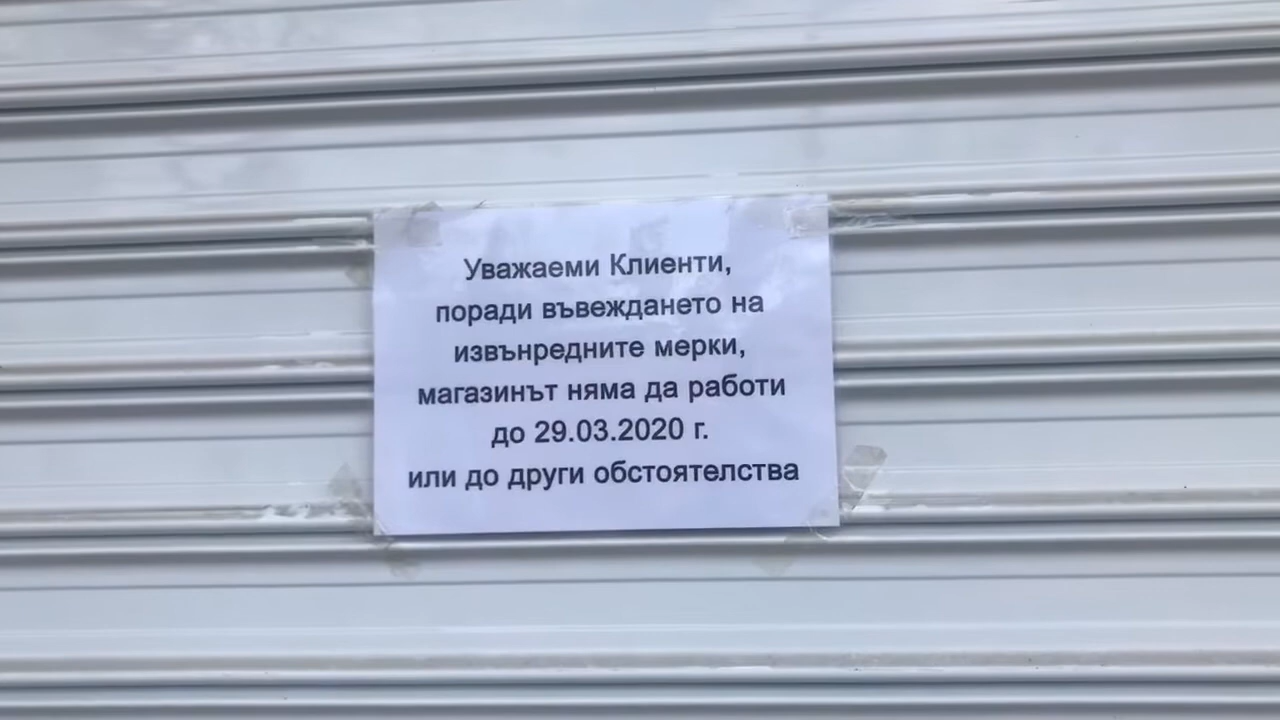 Уважаеми Клиенти,
поради въвеждането на
извънредните мерки,
магазинът няма да работи
до 29.03.2020 г.
или до други обстоятелства